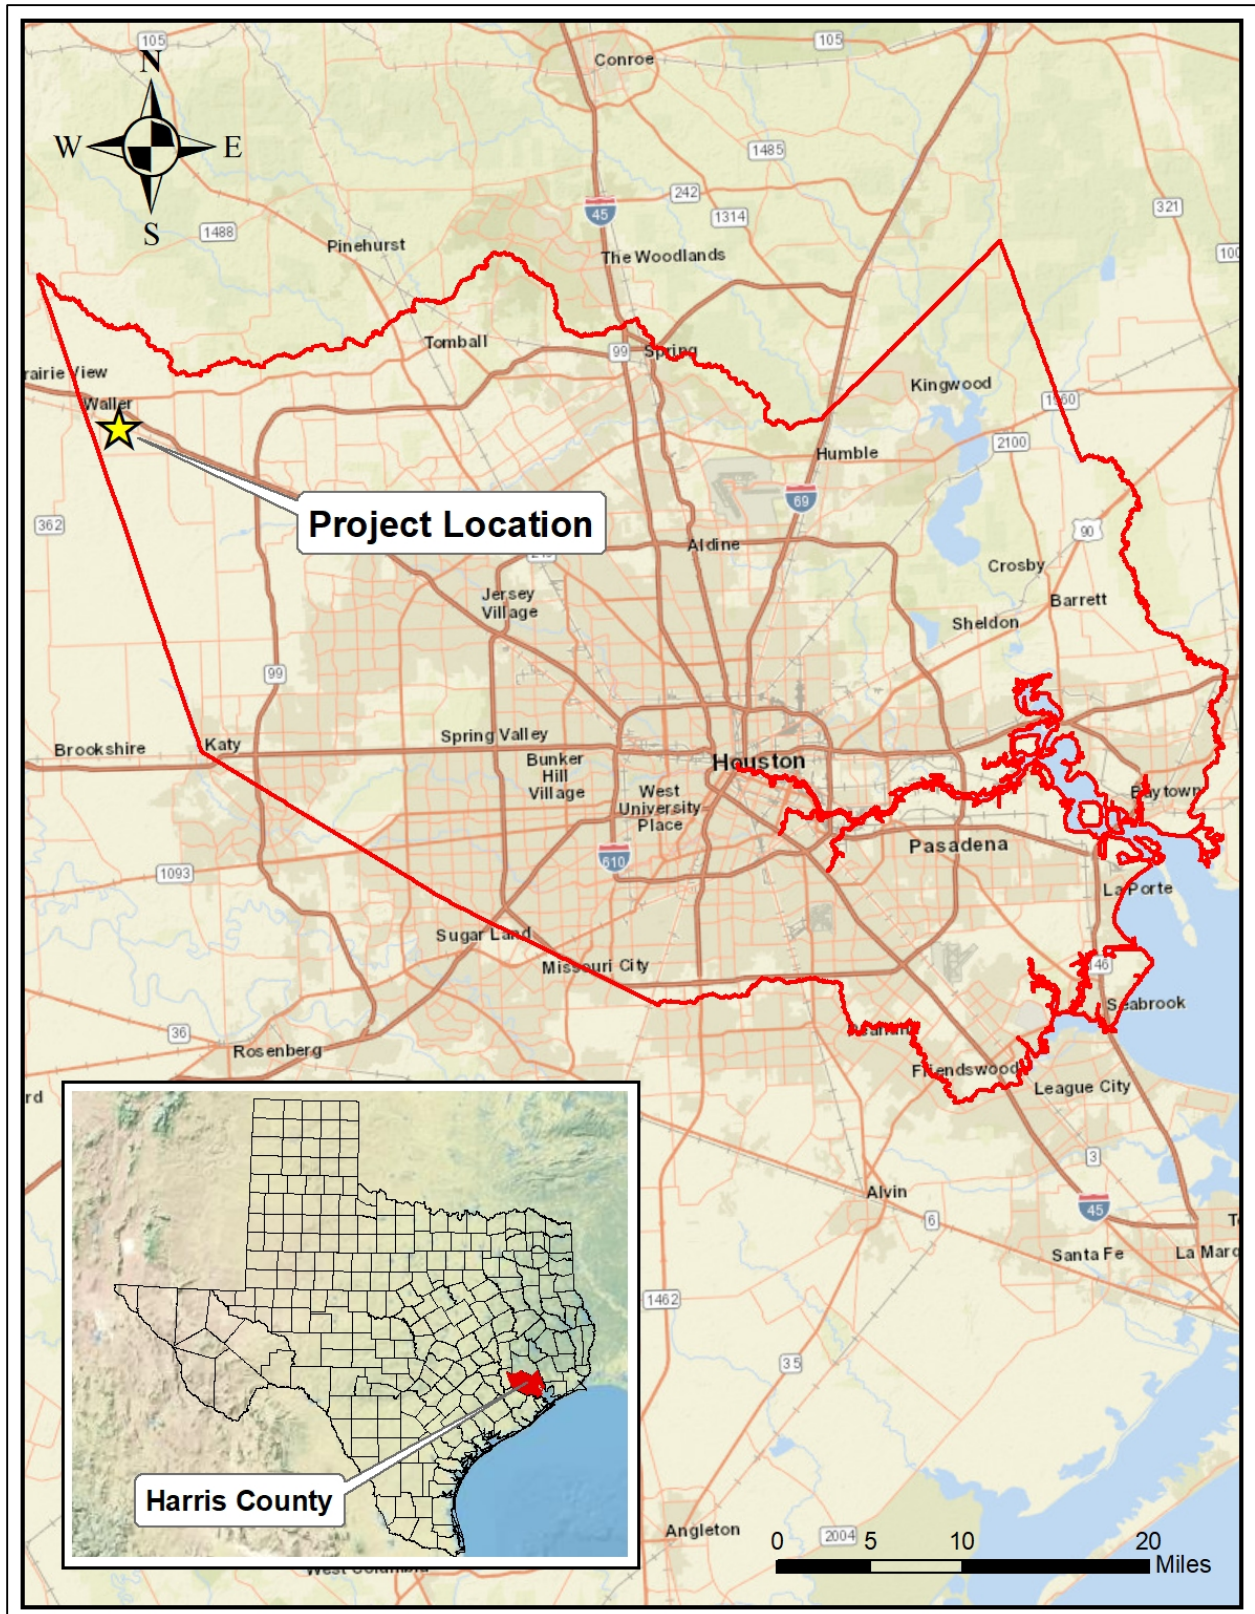 105
105
Conroe
N
W
E
S
1485
242
1314
321
45
1488
Pinehurst
The Woodlands
100
Tomball
99
Spring
rairie View
Waller
Kingwood
1960
2100
Humble
69
362
Project Location
Aldine
90
Crosby
Jersey
Village
Barrett
Sheldon
99
Brookshire
Katy
Spring Valley
Houston
Bunker
Hill
Village
West
University
Place
Baytown
610
Pasadena
1093
La Porte
Sugar Land
Missouri City
46
Seabrook
36
Rosenberg
Friendswood
League City
rd
3
Alvin
6
45
Santa Fe
La Marq
1462
35
Harris County
Angleton
2004
0
5
10
20
Miles